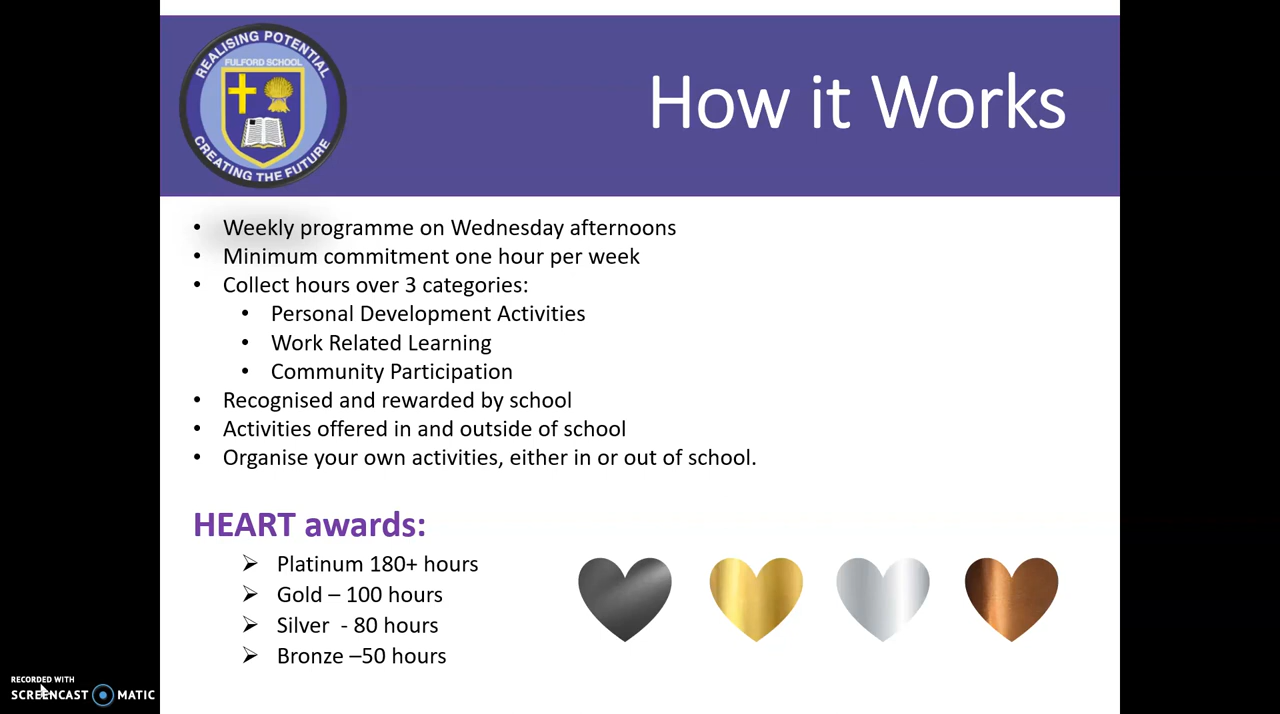 REALISING POTENTIAL
FULFORD SCHOOL
CREATING THE FUTURE
How it Works
• Weekly programme on Wednesday afternoons
• Minimum commitment one hour per week
• Collect hours over 3 categories:
• Personal Development Activities
• Work Related Learning
• Community Participation
• Recognised and rewarded by school
• Activities offered in and outside of school
• Organise your own activities, either in or out of school.
HEART awards:
➢ Platinum 180+ hours
➢ Gold – 100 hours
➢ Silver  - 80 hours
➢ Bronze –50 hours
RECORDED WITH
SCREENCAST MATIC